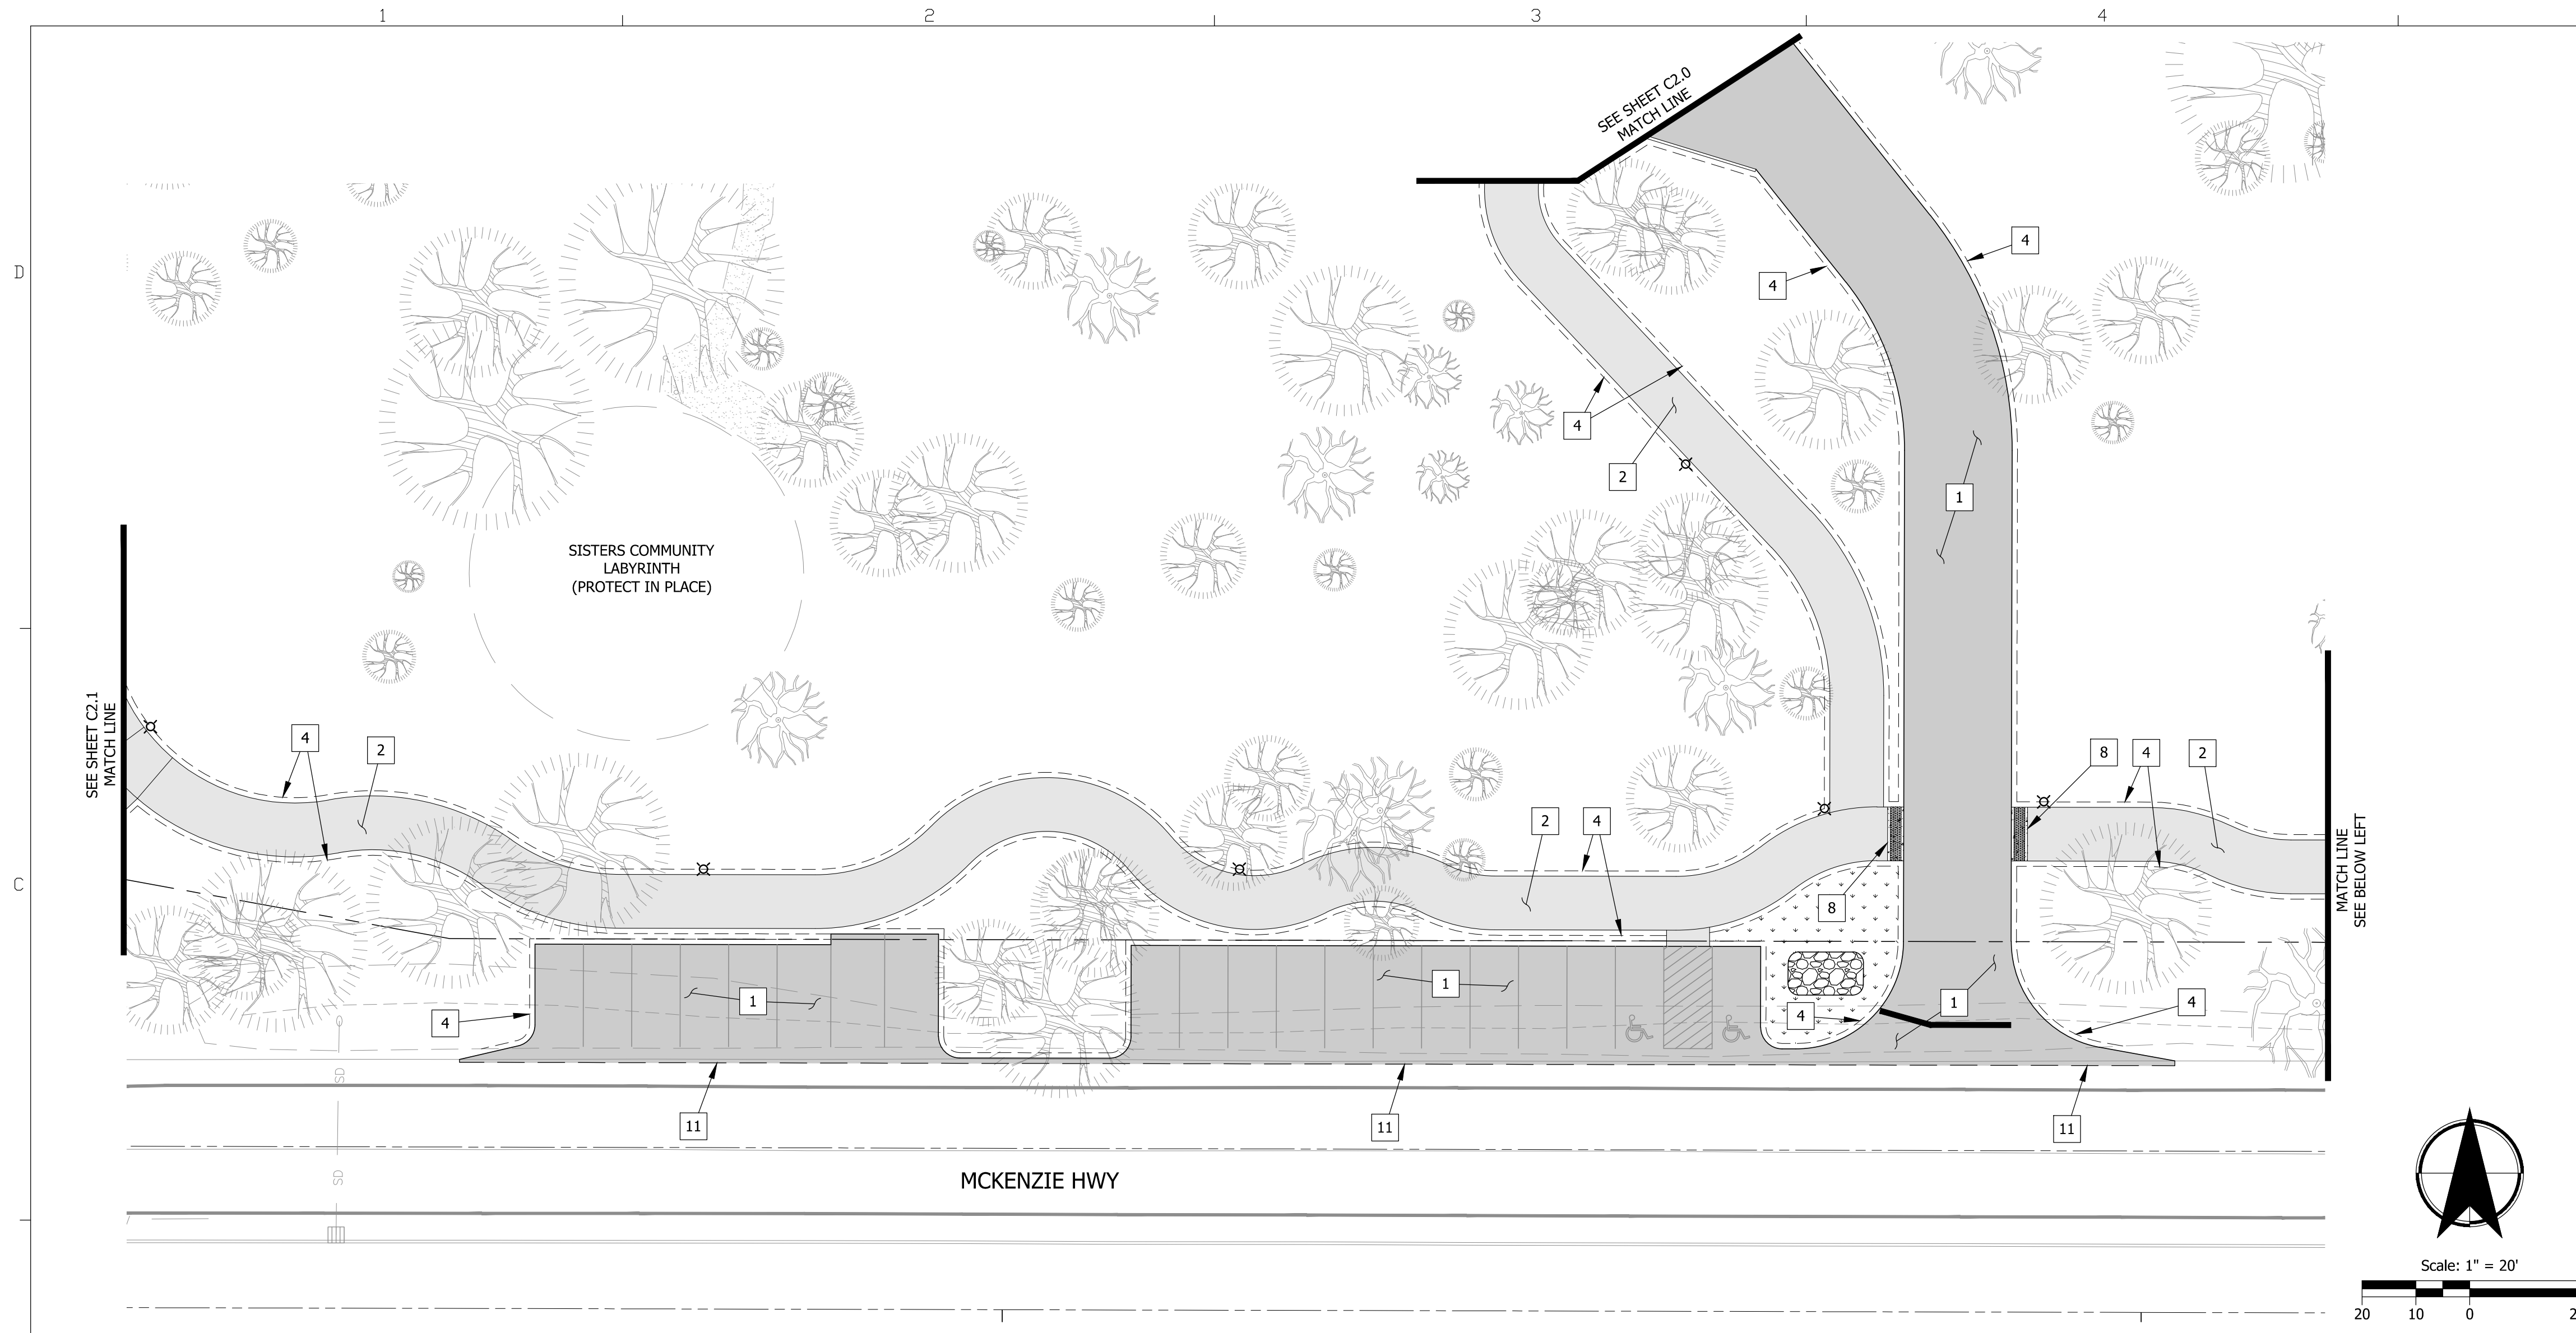 1 2 3 4
SEE SHEET C2.0
MATCH LINE
D
4
4
4
2
1
SISTERS COMMUNITY
LABYRINTH
(PROTECT IN PLACE)
SEE SHEET C2.1
MATCH LINE
4 2
8 4 2
2 4
MATCH LINE
SEE BELOW LEFT
C
8
1
1
1
4
4
4
SD
11
11
11
SD
MCKENZIE HWY
Scale: 1" = 20'
20 10 0